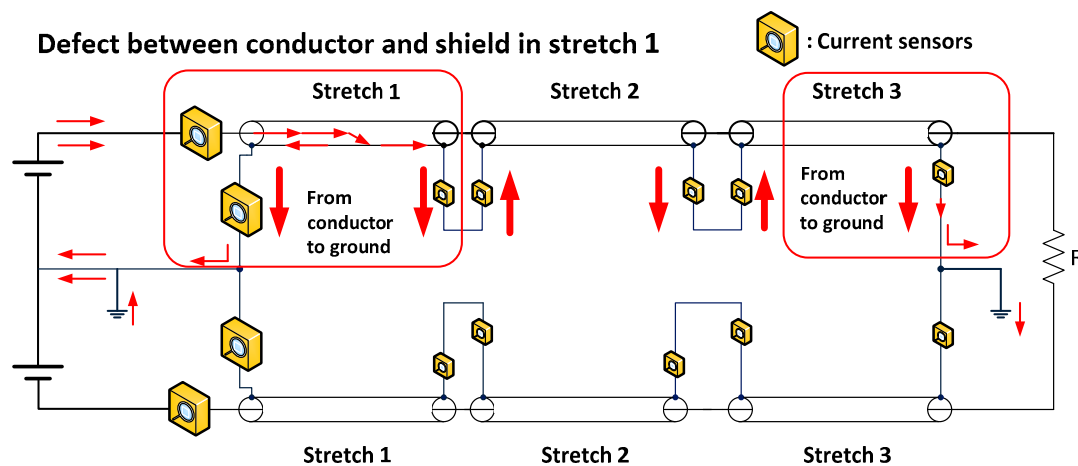 Defect between conductor and shield in stretch 1
: Current sensors
Stretch 1
Stretch 2
Stretch 3
From
conductor
to ground
From
conductor
to ground
R
Stretch 1
Stretch 2
Stretch 3